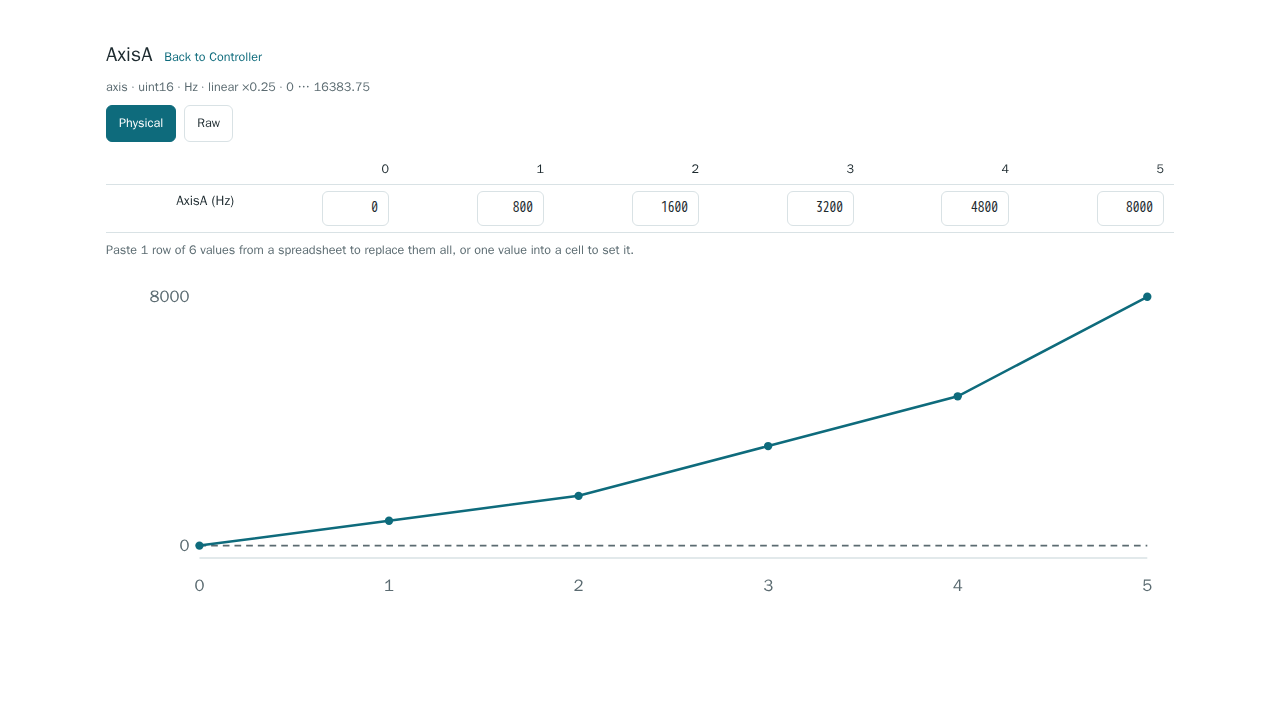 AxisA Back to Controller
axis · uint16 · Hz · linear ×0.25 · 0 ⋯ 16383.75
Physical Raw
0 1 2 3 4 5
AxisA (Hz) 0 800 1600 3200 4800 8000
Paste 1 row of 6 values from a spreadsheet to replace them all, or one value into a cell to set it.
8000
0
0 1 2 3 4 5